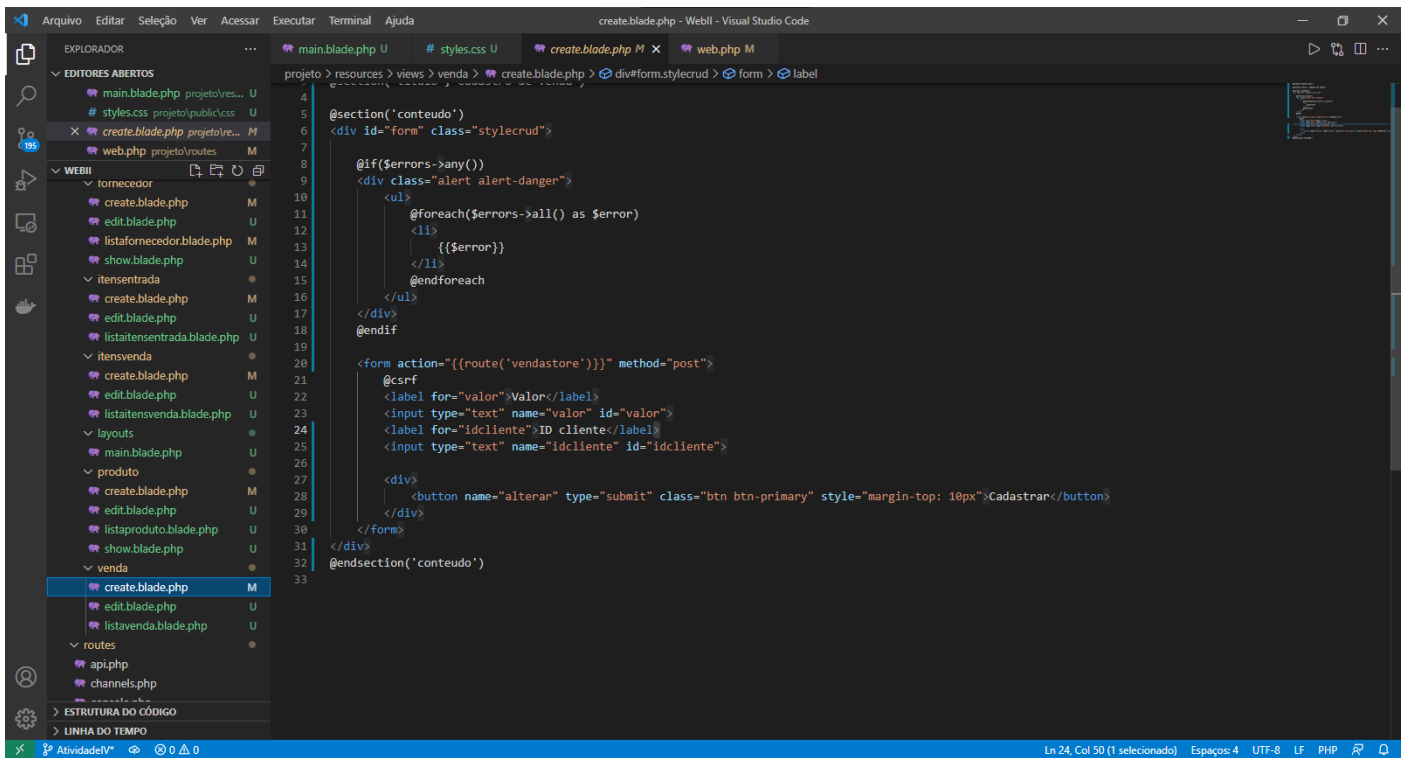 Arquivo Editar Seleção Ver Acessar Executar Terminal Ajuda
create.blade.php - WebII - Visual Studio Code
EXPLORADOR
EDITORES ABERTOS
main.blade.php projeto\res... U
# styles.css projeto\public\css U
create.blade.php projeto\re... M
web.php projeto\routes M
195
WEBII
fornecedor
create.blade.php M
edit.blade.php U
listafornecedor.blade.php M
show.blade.php U
itensentrada
create.blade.php M
edit.blade.php U
listaitensentrada.blade.php U
itensvenda
create.blade.php M
edit.blade.php U
listaitensvenda.blade.php U
layouts
main.blade.php U
produto
create.blade.php M
edit.blade.php U
listaproduto.blade.php U
show.blade.php U
venda
create.blade.php M
edit.blade.php U
listavenda.blade.php U
routes
api.php
channels.php
ESTRUTURA DO CÓDIGO
LINHA DO TEMPO
main.blade.php U # styles.css U create.blade.php M web.php M
projeto > resources > views > venda > create.blade.php > div#form.stylecrud > form > label
4
5 @section('conteudo')
6 <div id="form" class="stylecrud">
7
8 @if($errors->any())
9 <div class="alert alert-danger">
10 <ul>
11 @foreach($errors->all() as $error)
12 <li>
13 {{$error}}
14 </li>
15 @endforeach
16 </ul>
17 </div>
18 @endif
19
20 <form action="{{route('vendastore')}}" method="post">
21 @csrf
22 <label for="valor">Valor</label>
23 <input type="text" name="valor" id="valor">
24 <label for="idcliente">ID cliente</label>
25 <input type="text" name="idcliente" id="idcliente">
26
27 <div>
28 <button name="alterar" type="submit" class="btn btn-primary" style="margin-top: 10px">Cadastrar</button>
29 </div>
30 </form>
31 </div>
32 @endsection('conteudo')
33
AtividadeIV* 0 0 Ln 24, Col 50 (1 selecionado) Espaços: 4 UTF-8 LF PHP